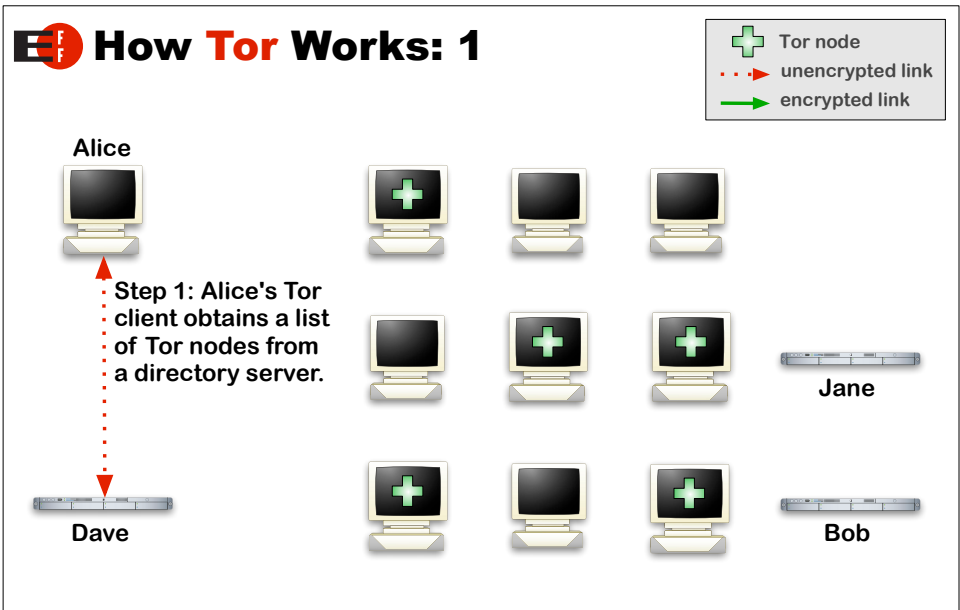 EFF How Tor Works: 1
Tor node
unencrypted link
encrypted link
Alice
Step 1: Alice's Tor
client obtains a list
of Tor nodes from
a directory server.
Jane
Dave
Bob